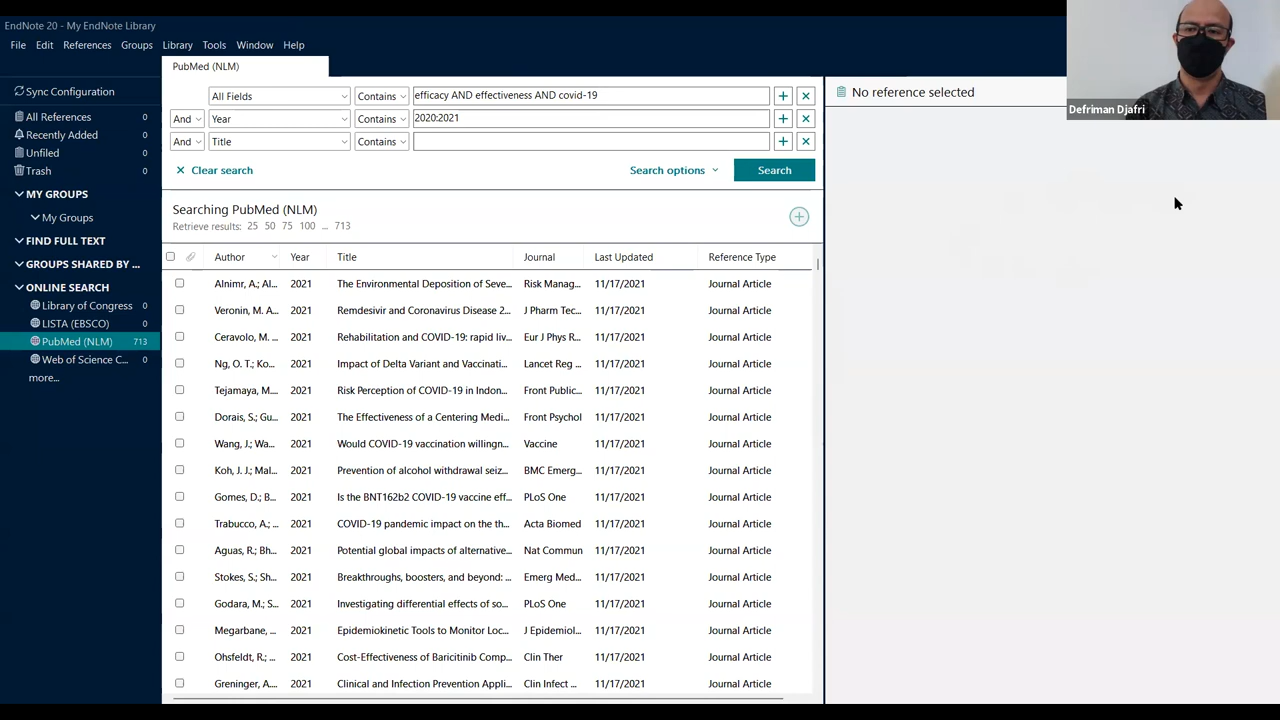 EndNote 20 - My EndNote Library
File Edit References Groups Library Tools Window Help
PubMed (NLM)
Sync Configuration
All References 0
Recently Added 0
Unfiled 0
Trash 0
MY GROUPS
My Groups
FIND FULL TEXT
GROUPS SHARED BY ...
ONLINE SEARCH
Library of Congress 0
LISTA (EBSCO) 0
PubMed (NLM) 713
Web of Science C... 0
more...
All Fields Contains efficacy AND effectiveness AND covid-19
And Year Contains 2020:2021
And Title Contains
Clear search Search options Search
Searching PubMed (NLM)
Retrieve results: 25 50 75 100 ... 713
Author Year Title Journal Last Updated Reference Type
Alnimr, A.; Al... 2021 The Environmental Deposition of Seve... Risk Manag... 11/17/2021 Journal Article
Veronin, M. A... 2021 Remdesivir and Coronavirus Disease 2... J Pharm Tec... 11/17/2021 Journal Article
Ceravolo, M. ... 2021 Rehabilitation and COVID-19: rapid liv... Eur J Phys R... 11/17/2021 Journal Article
Ng, O. T.; Ko... 2021 Impact of Delta Variant and Vaccinati... Lancet Reg ... 11/17/2021 Journal Article
Tejamaya, M.... 2021 Risk Perception of COVID-19 in Indon... Front Public... 11/17/2021 Journal Article
Dorais, S.; Gu... 2021 The Effectiveness of a Centering Medi... Front Psychol 11/17/2021 Journal Article
Wang, J.; Wa... 2021 Would COVID-19 vaccination willingn... Vaccine 11/17/2021 Journal Article
Koh, J. J.; Mal... 2021 Prevention of alcohol withdrawal seiz... BMC Emerg... 11/17/2021 Journal Article
Gomes, D.; B... 2021 Is the BNT162b2 COVID-19 vaccine eff... PLoS One 11/17/2021 Journal Article
Trabucco, A.; ... 2021 COVID-19 pandemic impact on the th... Acta Biomed 11/17/2021 Journal Article
Aguas, R.; Bh... 2021 Potential global impacts of alternative... Nat Commun 11/17/2021 Journal Article
Stokes, S.; Sh... 2021 Breakthroughs, boosters, and beyond: ... Emerg Med... 11/17/2021 Journal Article
Godara, M.; S... 2021 Investigating differential effects of so... PLoS One 11/17/2021 Journal Article
Megarbane, ... 2021 Epidemiokinetic Tools to Monitor Loc... J Epidemiol... 11/17/2021 Journal Article
Ohsfeldt, R.; ... 2021 Cost-Effectiveness of Baricitinib Comp... Clin Ther 11/17/2021 Journal Article
Greninger, A.... 2021 Clinical and Infection Prevention Appli... Clin Infect ... 11/17/2021 Journal Article
No reference selected
Defriman Djafri